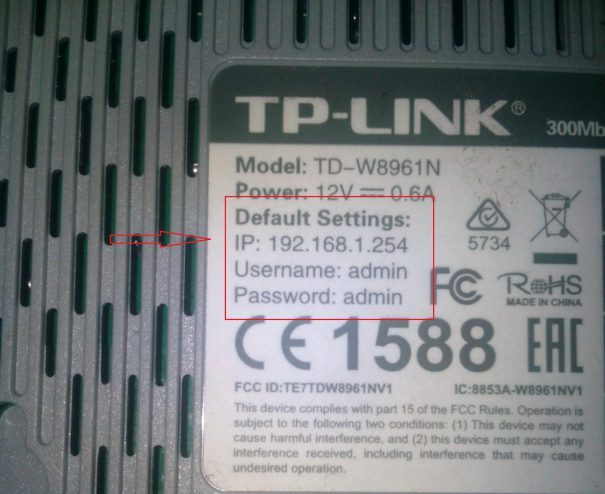 TP-LINK®
300Mb
Model: TD-W8961N
Power: 12V ⎓ 0.6A
Default Settings:
IP: 192.168.1.254
Username: admin
Password: admin
5734
FC
RoHS
MADE IN CHINA
CE 1588
EAC
FCC ID:TE7TDW8961NV1
IC:8853A-W8961NV1
This device complies with part 15 of the FCC Rules. Operation is
subject to the following two conditions: (1) This device may not
cause harmful interference, and (2) this device must accept any
interference received, including interference that may cause
undesired operation.